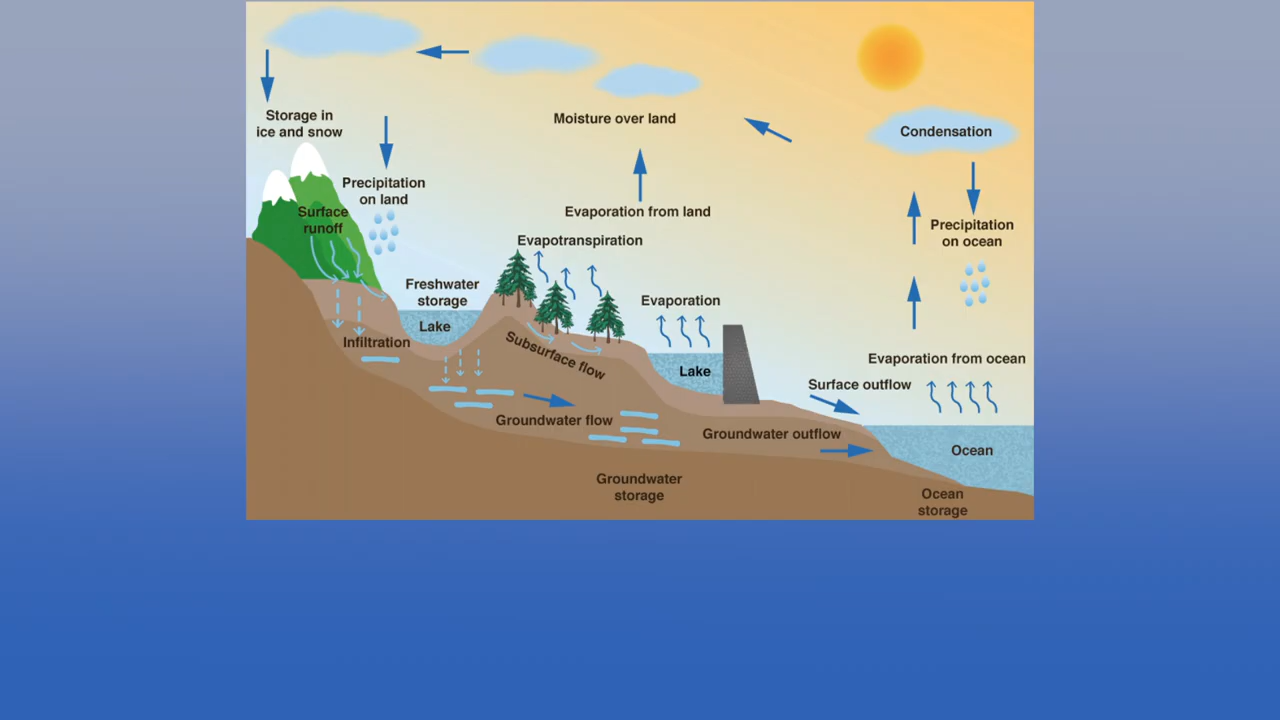 Storage in
ice and snow
Moisture over land
Condensation
Precipitation
on land
Surface
runoff
Evaporation from land
Precipitation
on ocean
Evapotranspiration
Freshwater
storage
Lake
Evaporation
Infiltration
Subsurface flow
Lake
Evaporation from ocean
Surface outflow
Groundwater flow
Groundwater outflow
Ocean
Groundwater
storage
Ocean
storage